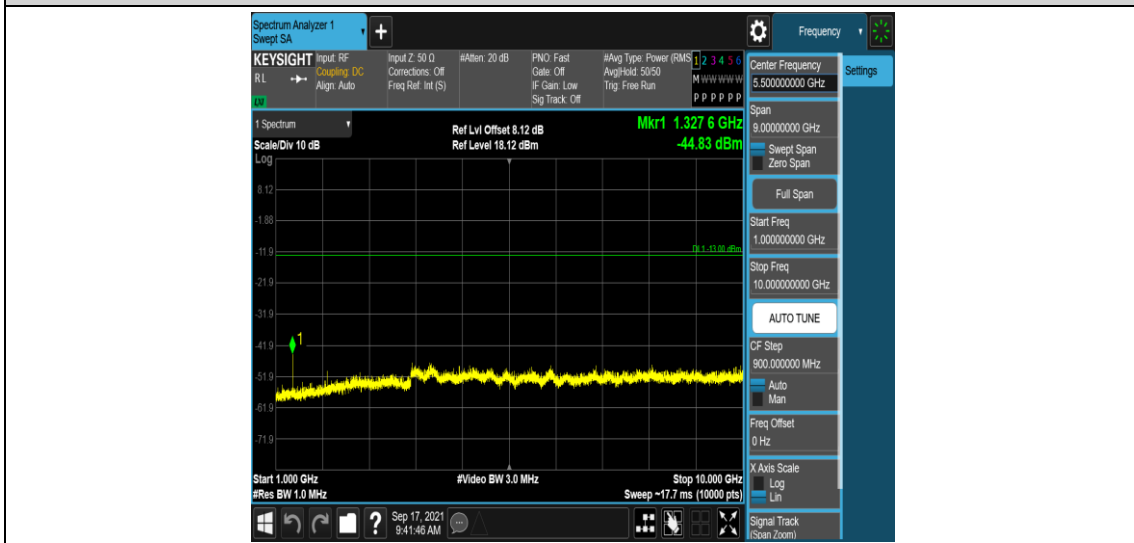 Spectrum Analyzer 1
Swept SA
+
Frequency
KEYSIGHT
RL
LXI
Input: RF
Coupling: DC
Align: Auto
Input Z: 50 Ω
Corrections: Off
Freq Ref: Int (S)
#Atten: 20 dB
PNO: Fast
Gate: Off
IF Gain: Low
Sig Track: Off
#Avg Type: Power (RMS
Avg|Hold: 50/50
Trig: Free Run
1 2 3 4 5 6
M W W W W W
P P P P P P
Center Frequency
5.500000000 GHz
Settings
Span
9.00000000 GHz
Swept Span
Zero Span
Full Span
Start Freq
1.000000000 GHz
Stop Freq
10.000000000 GHz
AUTO TUNE
CF Step
900.000000 MHz
Auto
Man
Freq Offset
0 Hz
X Axis Scale
Log
Lin
Signal Track
(Span Zoom)
1 Spectrum
Scale/Div 10 dB
Ref Lvl Offset 8.12 dB
Ref Level 18.12 dBm
Mkr1 1.327 6 GHz
-44.83 dBm
Log
8.12
-1.88
-11.9
DL1 -13.00 dBm
-21.9
-31.9
-41.9
1
-51.9
-61.9
-71.9
Start 1.000 GHz
#Video BW 3.0 MHz
Stop 10.000 GHz
#Res BW 1.0 MHz
Sweep ~17.7 ms (10000 pts)
?
Sep 17, 2021
9:41:46 AM